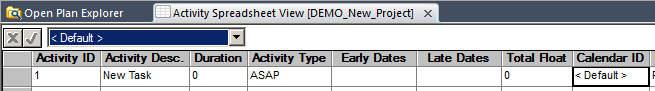 Open Plan Explorer Activity Spreadsheet View [DEMO_New_Project]
< Default >
Activity ID Activity Desc. Duration Activity Type Early Dates Late Dates Total Float Calendar ID
1 New Task 0 ASAP 0 < Default >